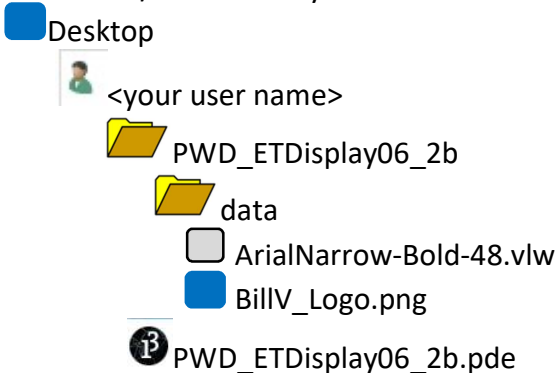 Desktop
<your user name>
PWD_ETDisplay06_2b
data
ArialNarrow-Bold-48.vlw
BillV_Logo.png
PWD_ETDisplay06_2b.pde